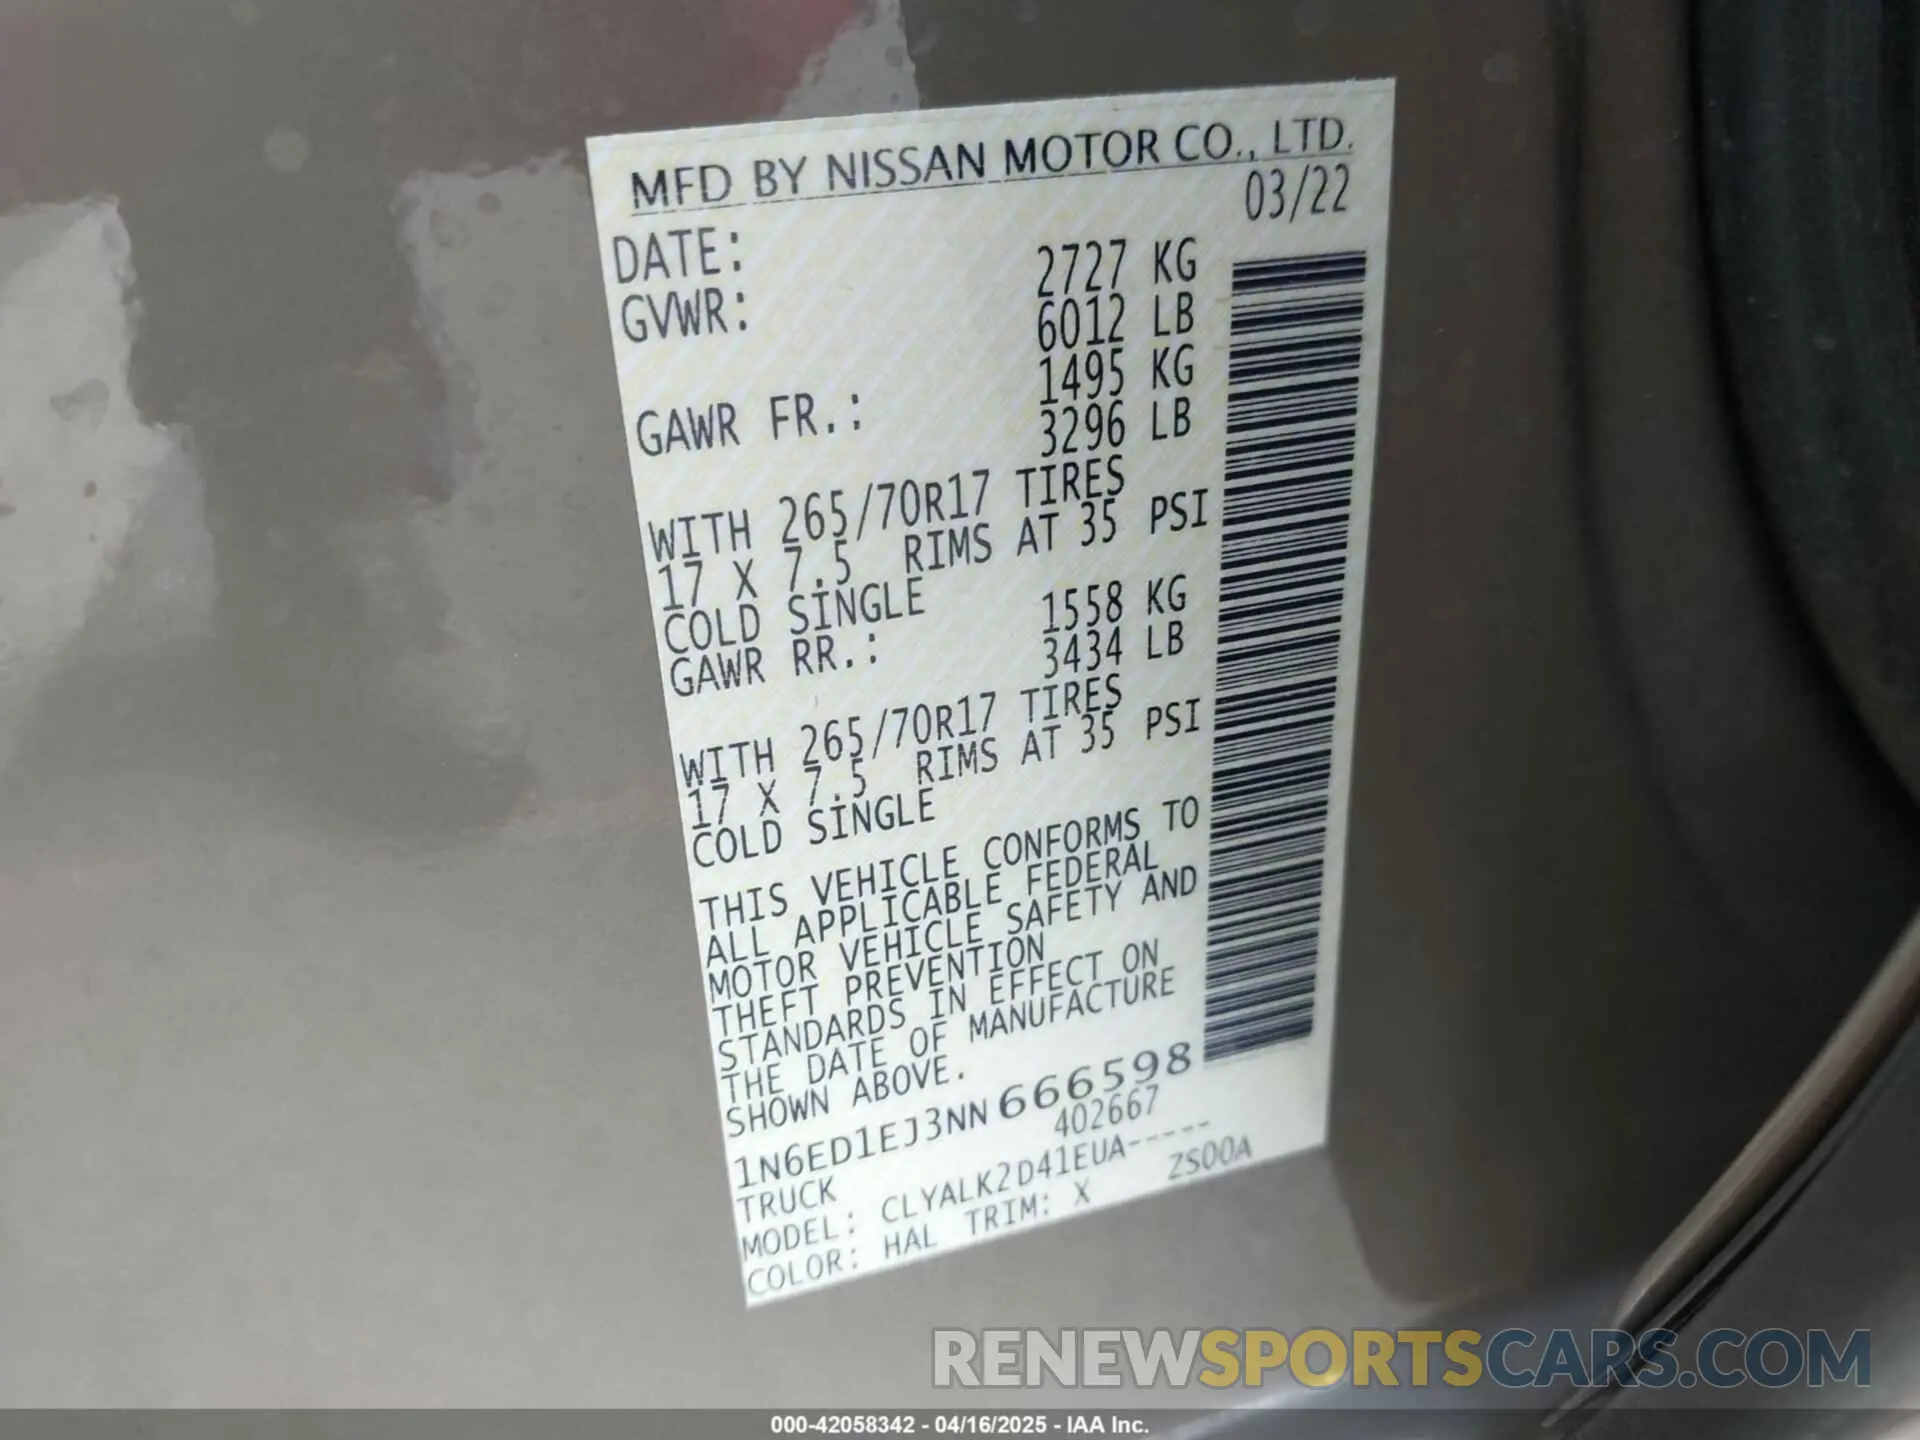 MFD BY NISSAN MOTOR CO., LTD.
DATE: 03/22
GVWR: 2727 KG
6012 LB
GAWR FR.: 1495 KG
3296 LB
WITH 265/70R17 TIRES
17 X 7.5 RIMS AT 35 PSI
COLD SINGLE
GAWR RR.: 1558 KG
3434 LB
WITH 265/70R17 TIRES
17 X 7.5 RIMS AT 35 PSI
COLD SINGLE
THIS VEHICLE CONFORMS TO
ALL APPLICABLE FEDERAL
MOTOR VEHICLE SAFETY AND
THEFT PREVENTION
STANDARDS IN EFFECT ON
THE DATE OF MANUFACTURE
SHOWN ABOVE.
1N6ED1EJ3NN666598
TRUCK 402667
MODEL: CLYALK2D41EUA-----
COLOR: HAL TRIM: X ZS00A
RENEWSPORTSCARS.COM
000-42058342 - 04/16/2025 - IAA Inc.